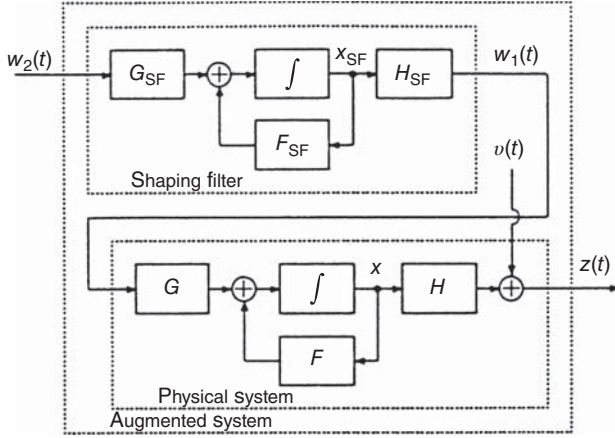 w₂(t)
G_SF
+
∫
x_SF
H_SF
w₁(t)
F_SF
Shaping filter
υ(t)
G
+
∫
x
H
+
z(t)
F
Physical system
Augmented system